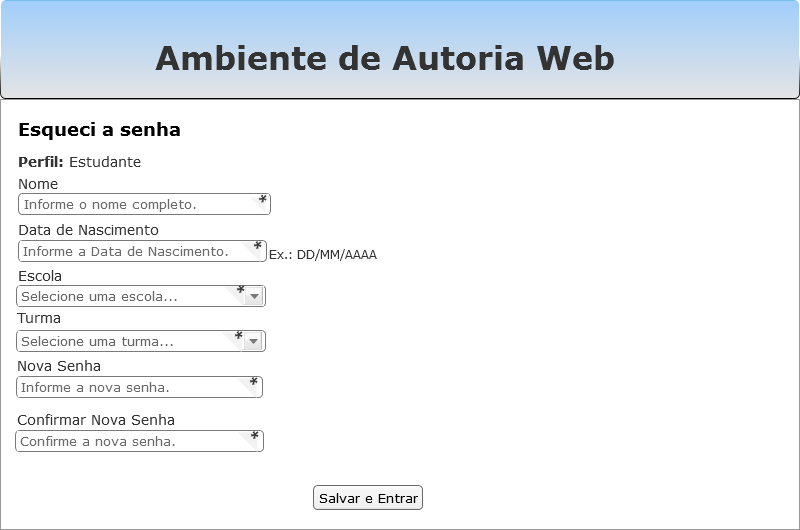 Ambiente de Autoria Web
Esqueci a senha
Perfil: Estudante
Nome
Informe o nome completo. *
Data de Nascimento
Informe a Data de Nascimento. * Ex.: DD/MM/AAAA
Escola
Selecione uma escola... *
Turma
Selecione uma turma... *
Nova Senha
Informe a nova senha. *
Confirmar Nova Senha
Confirme a nova senha. *
Salvar e Entrar